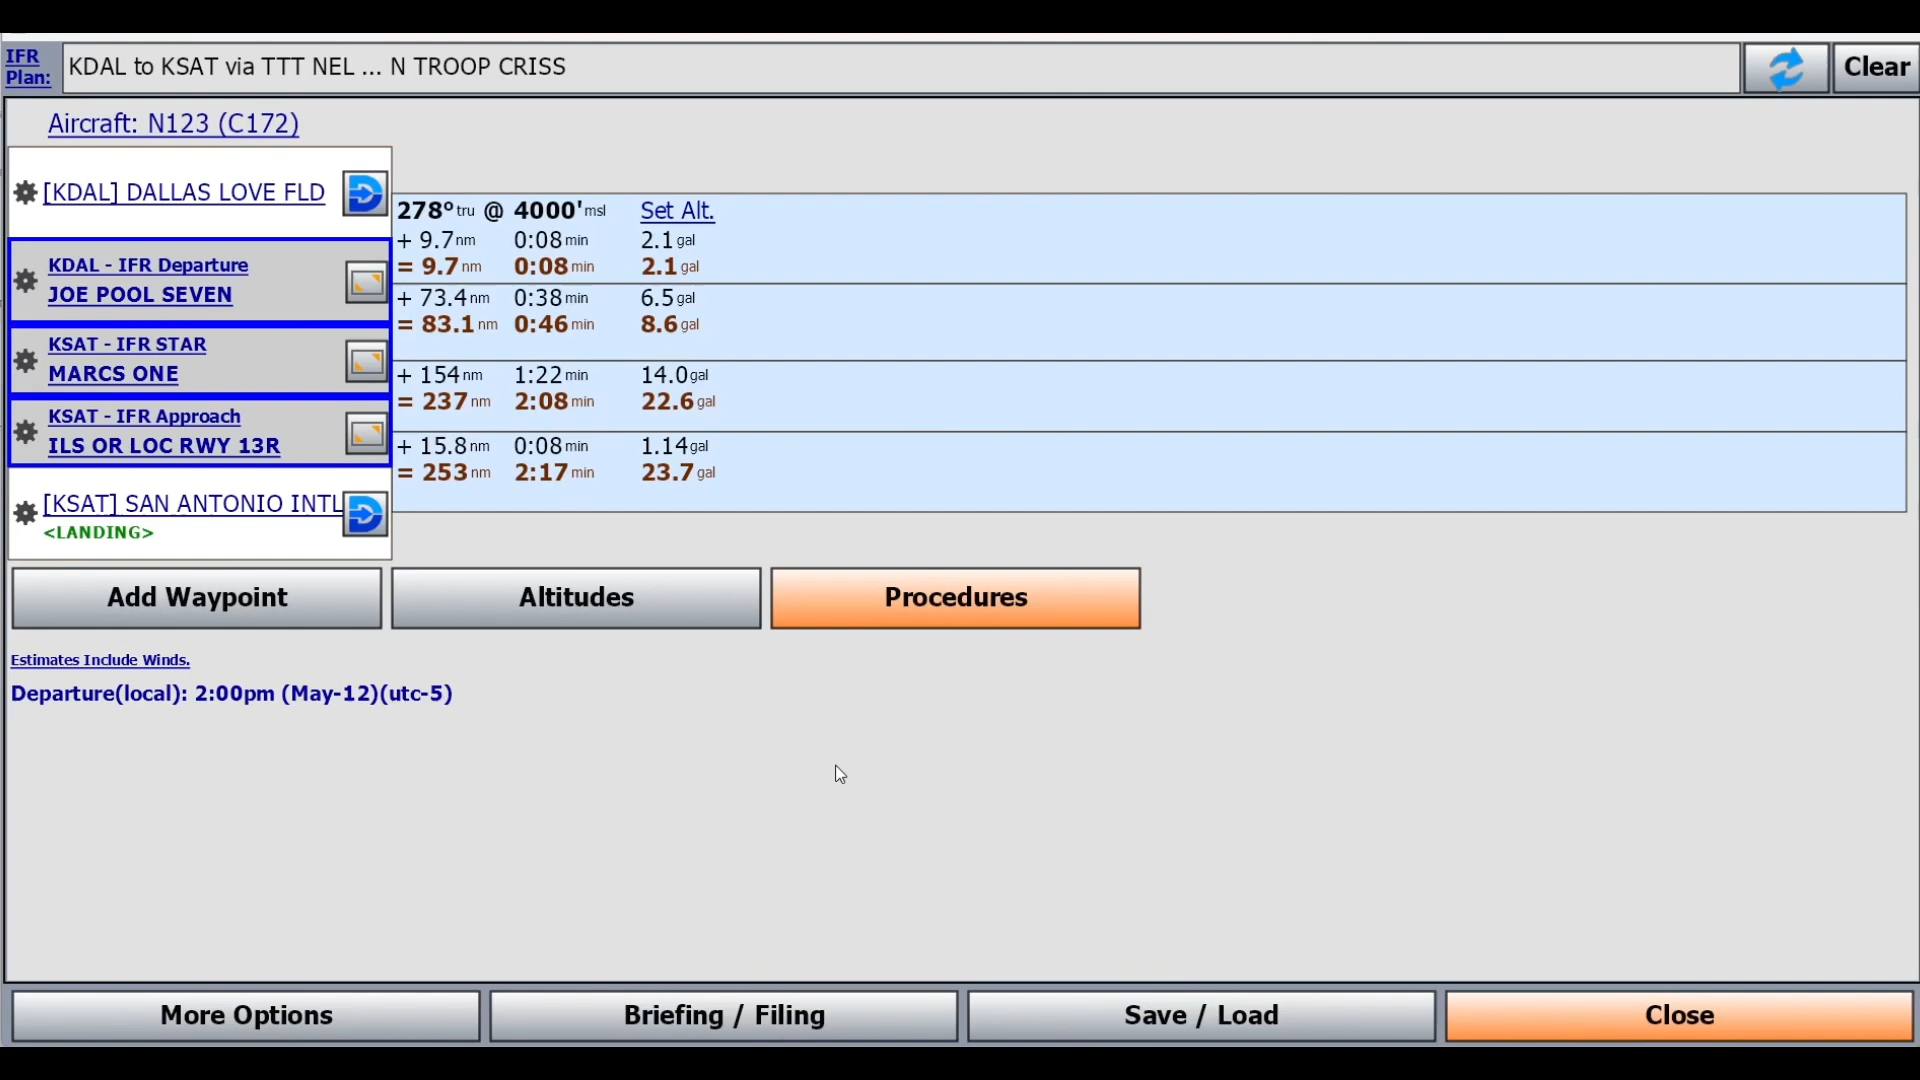 IFR
Plan:
KDAL to KSAT via TTT NEL ... N TROOP CRISS
Clear
Aircraft: N123 (C172)
[KDAL] DALLAS LOVE FLD
278°tru @ 4000'msl Set Alt.
+ 9.7nm 0:08min 2.1gal
= 9.7nm 0:08min 2.1gal
KDAL - IFR Departure
JOE POOL SEVEN
+ 73.4nm 0:38min 6.5gal
= 83.1nm 0:46min 8.6gal
KSAT - IFR STAR
MARCS ONE
+ 154nm 1:22min 14.0gal
= 237nm 2:08min 22.6gal
KSAT - IFR Approach
ILS OR LOC RWY 13R
+ 15.8nm 0:08min 1.14gal
= 253nm 2:17min 23.7gal
[KSAT] SAN ANTONIO INTL
<LANDING>
Add Waypoint
Altitudes
Procedures
Estimates Include Winds.
Departure(local): 2:00pm (May-12)(utc-5)
More Options
Briefing / Filing
Save / Load
Close